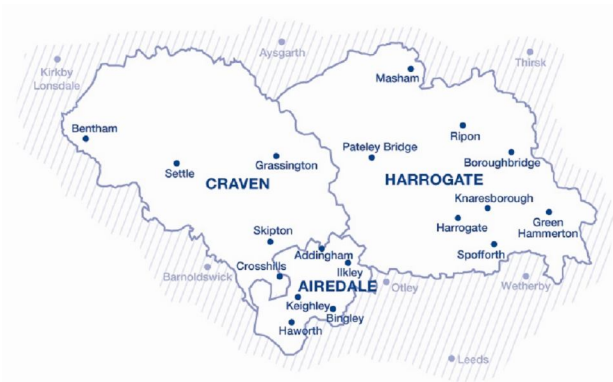 Aysgarth
Thirsk
Kirkby
Lonsdale
Masham
Bentham
Ripon
Pateley Bridge
Boroughbridge
Grassington
Settle
CRAVEN
HARROGATE
Knaresborough
Harrogate
Green
Hammerton
Skipton
Addingham
Spofforth
Crosshills
Ilkley
Barnoldswick
AIREDALE
Otley
Wetherby
Keighley
Bingley
Haworth
Leeds